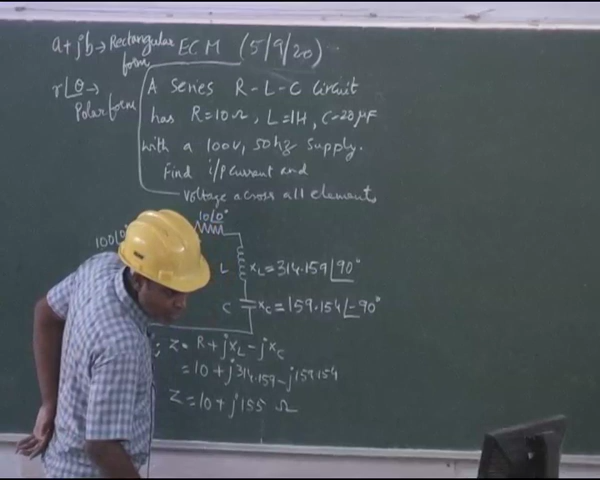 a+jb→Rectangular form
ECM (5/9/20)
r∠θ→
Polar form
A series R-L-C Circuit
has R=10Ω, L=1H, C=20μF
with a 100V, 50hz supply.
Find i/p current and
voltage across all elements
10∠0°
100∠0°
L XL=314.159∠90°
C XC=159.154∠-90°
Z= R+jXL-jXC
=10+j314.159-j159.154
Z=10+j155 Ω